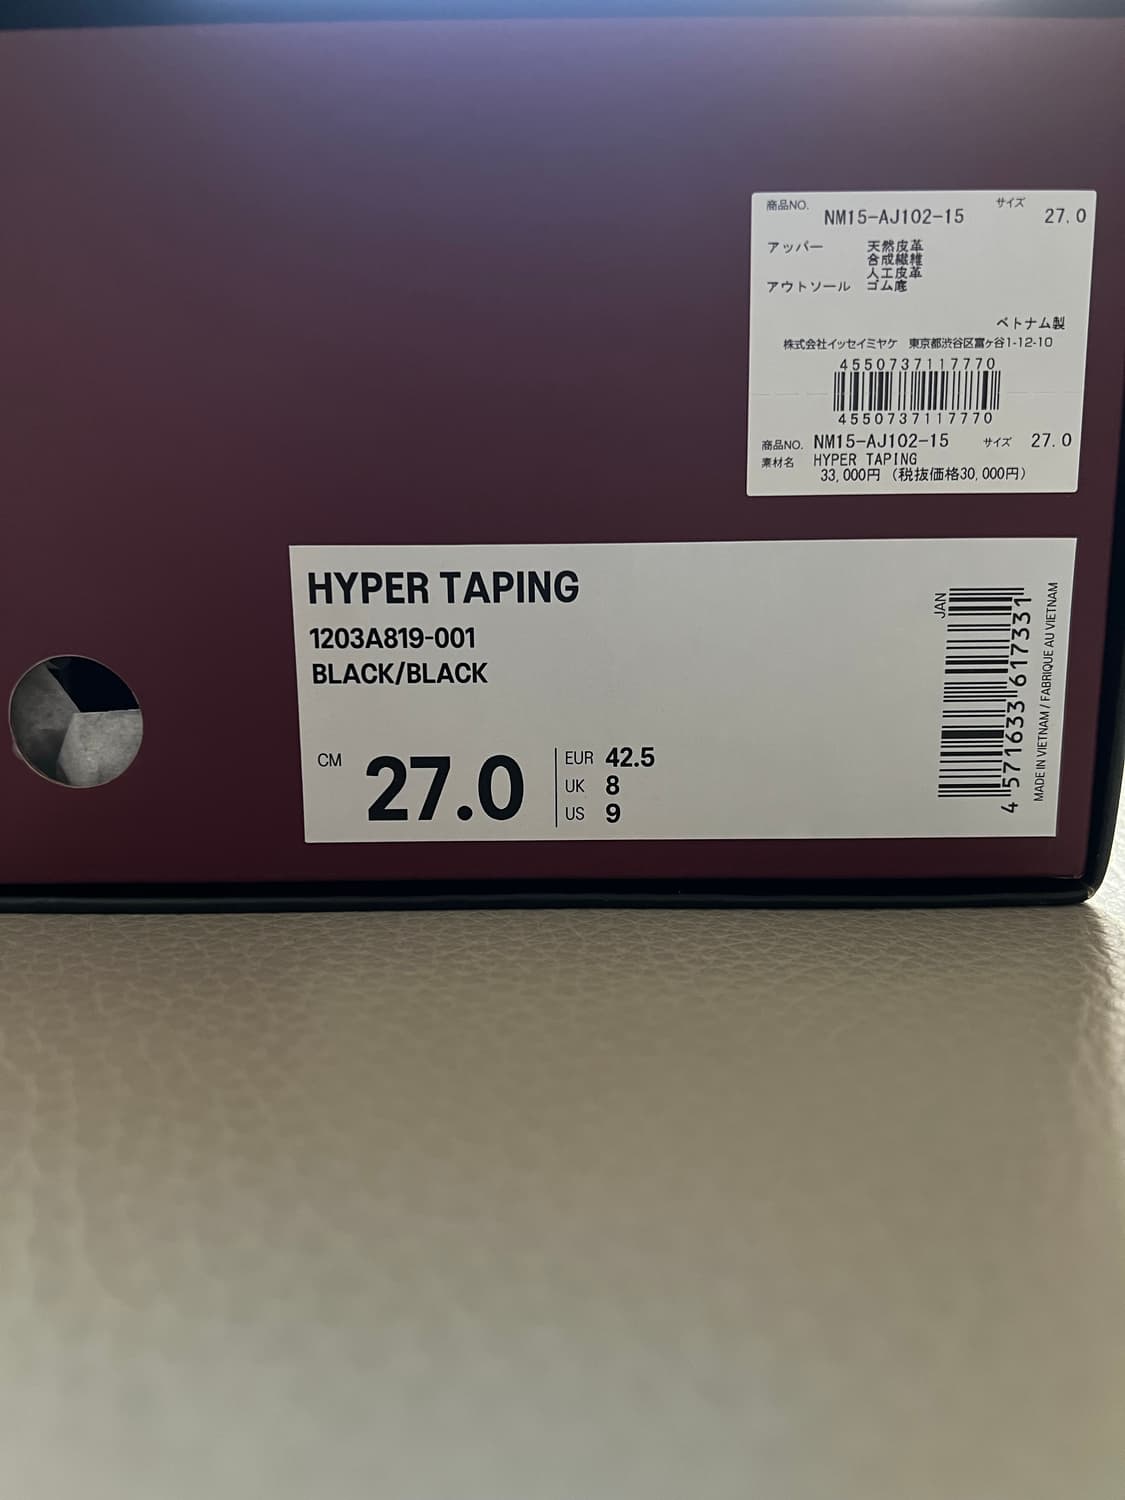 商品NO. NM15-AJ102-15 サイズ 27.0
アッパー 天然皮革
合成繊維
人工皮革
アウトソール ゴム底
ベトナム製
株式会社イッセイミヤケ 東京都渋谷区富ヶ谷1-12-10
4550737117770
4550737117770
商品NO. NM15-AJ102-15 サイズ 27.0
素材名 HYPER TAPING
33,000円 (税抜価格30,000円)
HYPER TAPING
1203A819-001
BLACK/BLACK
CM 27.0
EUR 42.5
UK 8
US 9
JAN
4 571633 617331
MADE IN VIETNAM / FABRIQUE AU VIETNAM